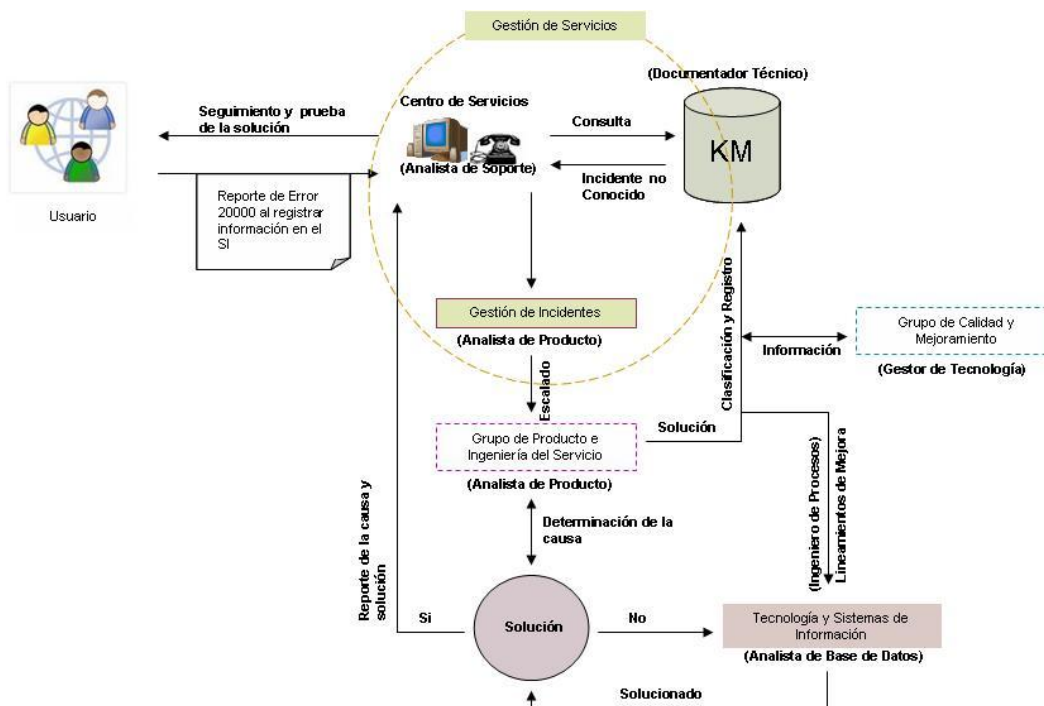 Gestión de Servicios
(Documentador Técnico)
Centro de Servicios
Seguimiento y prueba
de la solución
Consulta
KM
(Analista de Soporte)
Incidente no
Conocido
Usuario
Reporte de Error
20000 al registrar
información en el
SI
Gestión de Incidentes
(Analista de Producto)
Clasificación y Registro
Información
Grupo de Calidad y
Mejoramiento
(Gestor de Tecnología)
Escalado
Solución
Grupo de Producto e
Ingeniería del Servicio
(Analista de Producto)
Determinación de la
causa
Reporte de la causa y
solución
(Ingeniero de Procesos)
Lineamientos de Mejora
Si
Solución
No
Tecnología y Sistemas de
Información
(Analista de Base de Datos)
Solucionado